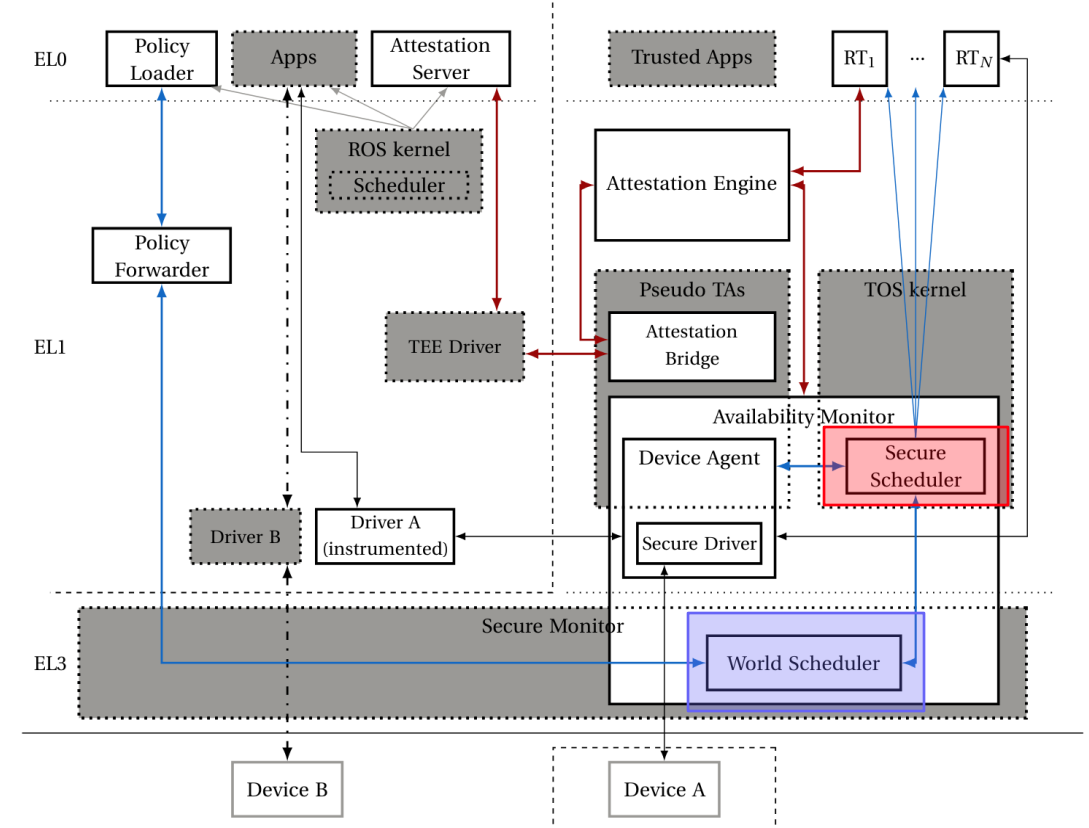 EL0
Policy
Loader
Apps
Attestation
Server
Trusted Apps
RT1
...
RTN
ROS kernel
Scheduler
Attestation Engine
Policy
Forwarder
EL1
TEE Driver
Pseudo TAs
Attestation
Bridge
TOS kernel
Availability Monitor
Device Agent
Secure
Scheduler
Driver B
Driver A
(instrumented)
Secure Driver
Secure Monitor
EL3
World Scheduler
Device B
Device A